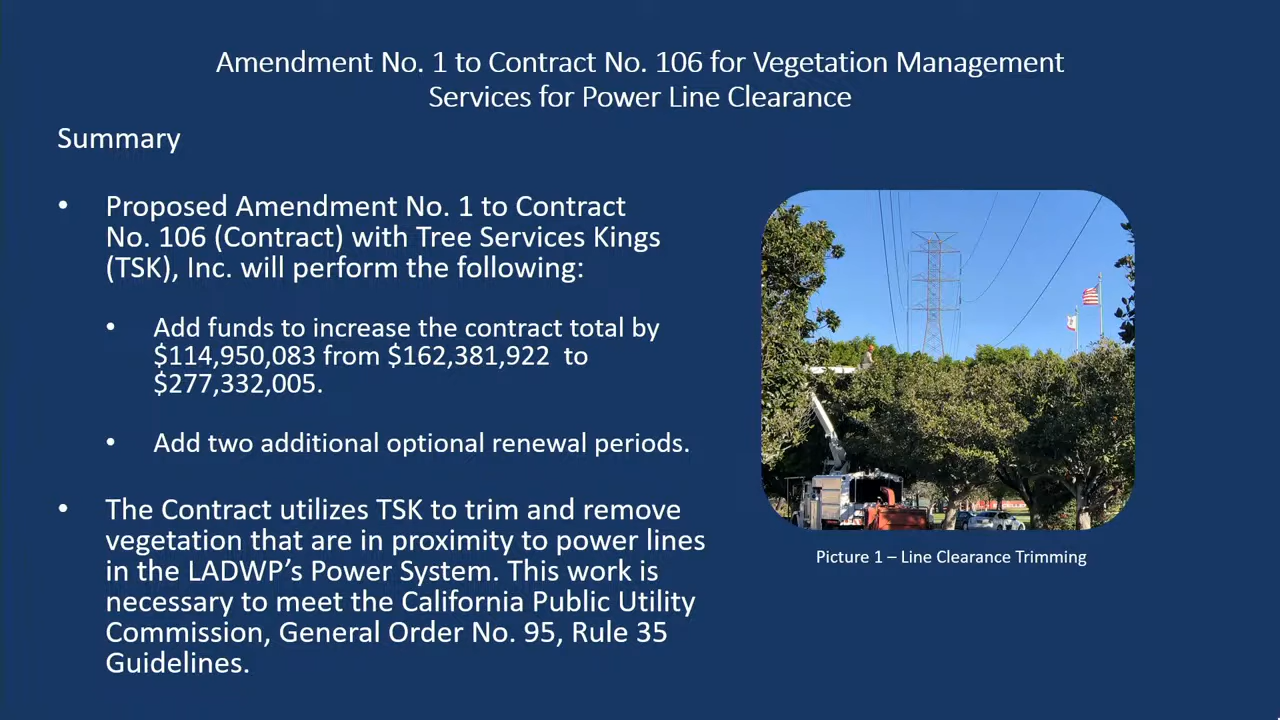 Amendment No. 1 to Contract No. 106 for Vegetation Management
Services for Power Line Clearance
Summary
• Proposed Amendment No. 1 to Contract
No. 106 (Contract) with Tree Services Kings
(TSK), Inc. will perform the following:
• Add funds to increase the contract total by
$114,950,083 from $162,381,922 to
$277,332,005.
• Add two additional optional renewal periods.
• The Contract utilizes TSK to trim and remove
vegetation that are in proximity to power lines
in the LADWP’s Power System. This work is
necessary to meet the California Public Utility
Commission, General Order No. 95, Rule 35
Guidelines.
Picture 1 – Line Clearance Trimming